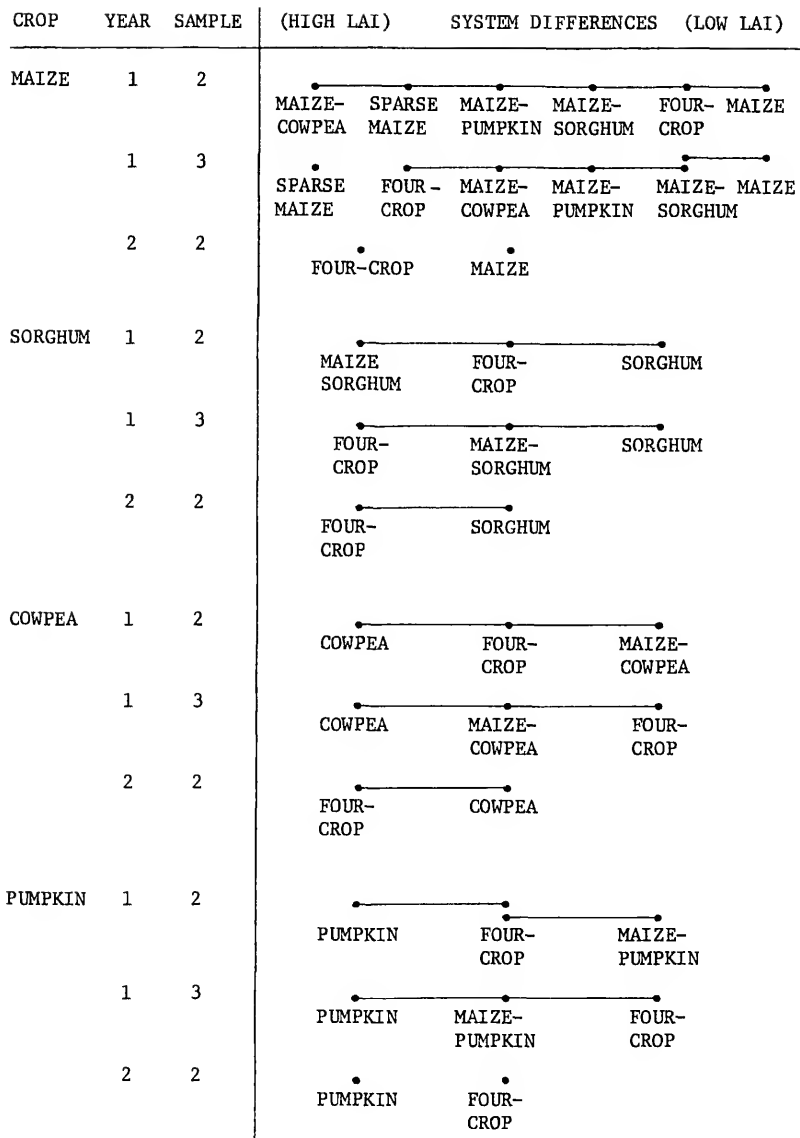 CROP YEAR SAMPLE (HIGH LAI) SYSTEM DIFFERENCES (LOW LAI)
MAIZE 1 2
MAIZE- SPARSE MAIZE- MAIZE- FOUR- MAIZE
COWPEA MAIZE PUMPKIN SORGHUM CROP
1 3
SPARSE FOUR- MAIZE- MAIZE- MAIZE- MAIZE
MAIZE CROP COWPEA PUMPKIN SORGHUM
2 2
FOUR-CROP MAIZE
SORGHUM 1 2
MAIZE FOUR- SORGHUM
SORGHUM CROP
1 3
FOUR- MAIZE- SORGHUM
CROP SORGHUM
2 2
FOUR- SORGHUM
CROP
COWPEA 1 2
COWPEA FOUR- MAIZE-
CROP COWPEA
1 3
COWPEA MAIZE- FOUR-
COWPEA CROP
2 2
FOUR- COWPEA
CROP
PUMPKIN 1 2
PUMPKIN FOUR- MAIZE-
CROP PUMPKIN
1 3
PUMPKIN MAIZE- FOUR-
PUMPKIN CROP
2 2
PUMPKIN FOUR-
CROP